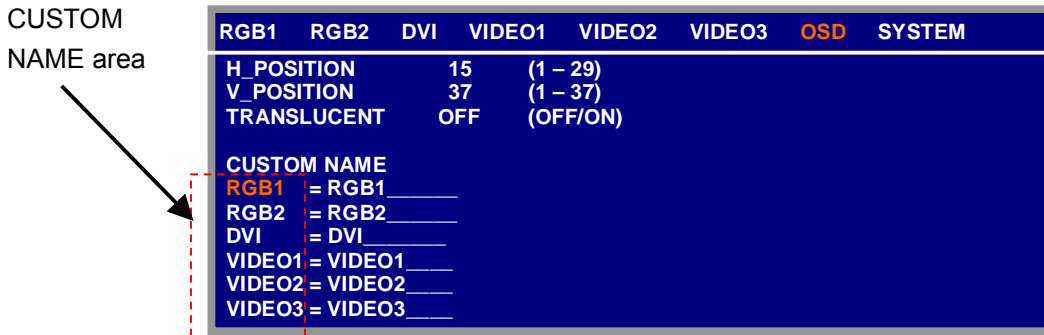 CUSTOM
NAME area
RGB1 RGB2 DVI VIDEO1 VIDEO2 VIDEO3 OSD SYSTEM
H_POSITION 15 (1 – 29)
V_POSITION 37 (1 – 37)
TRANSLUCENT OFF (OFF/ON)
CUSTOM NAME
RGB1 = RGB1______
RGB2 = RGB2______
DVI = DVI_______
VIDEO1 = VIDEO1____
VIDEO2 = VIDEO2____
VIDEO3 = VIDEO3____